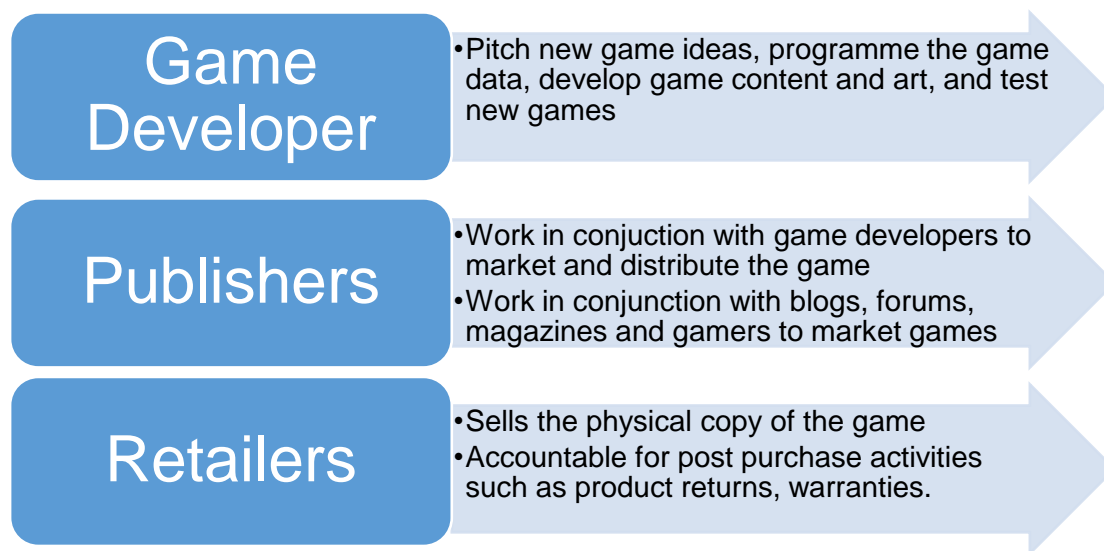 Game
Developer
•Pitch new game ideas, programme the game
data, develop game content and art, and test
new games
Publishers
•Work in conjuction with game developers to
market and distribute the game
•Work in conjunction with blogs, forums,
magazines and gamers to market games
Retailers
•Sells the physical copy of the game
•Accountable for post purchase activities
such as product returns, warranties.